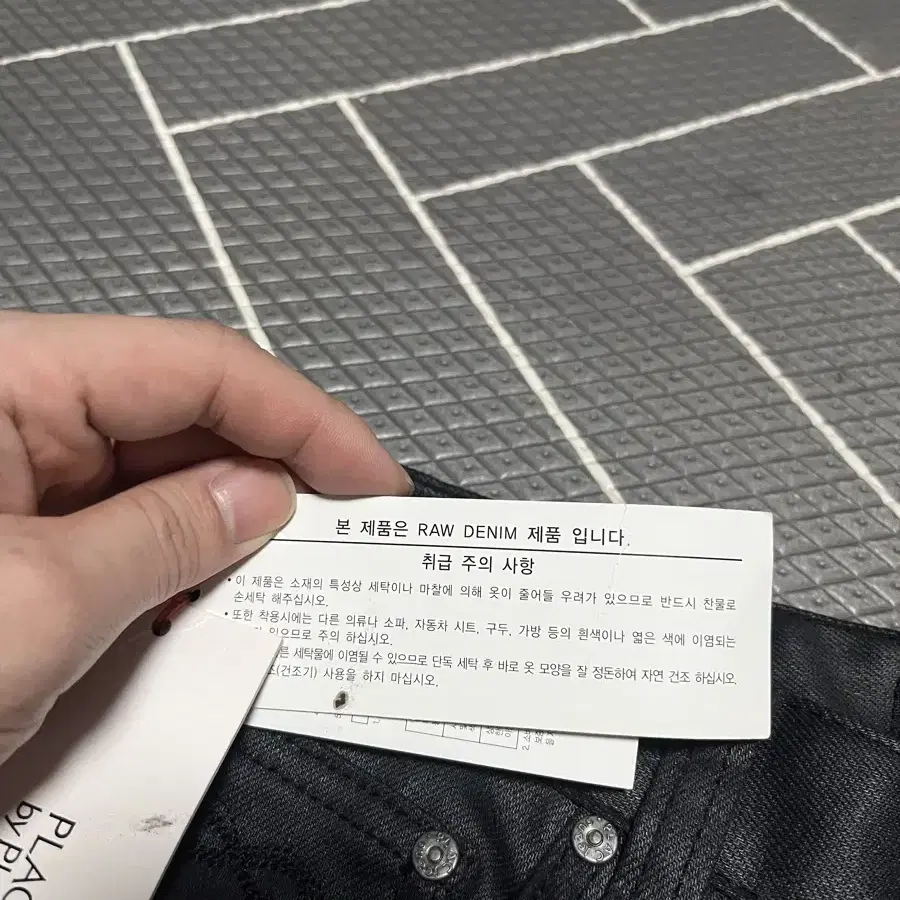 본 제품은 RAW DENIM 제품 입니다.
취급 주의 사항
• 이 제품은 소재의 특성상 세탁이나 마찰에 의해 옷이 줄어들 우려가 있으므로 반드시 찬물로
손세탁 해주십시오.
• 또한 착용시에는 다른 의류나 소파, 자동차 시트, 구두, 가방 등의 흰색이나 엷은 색에 이염되는
있으므로 주의 하십시오.
른 세탁물에 이염될 수 있으므로 단독 세탁 후 바로 옷 모양을 잘 정돈하여 자연 건조 하십시오.
(건조기) 사용을 하지 마십시오.
PLAC
by